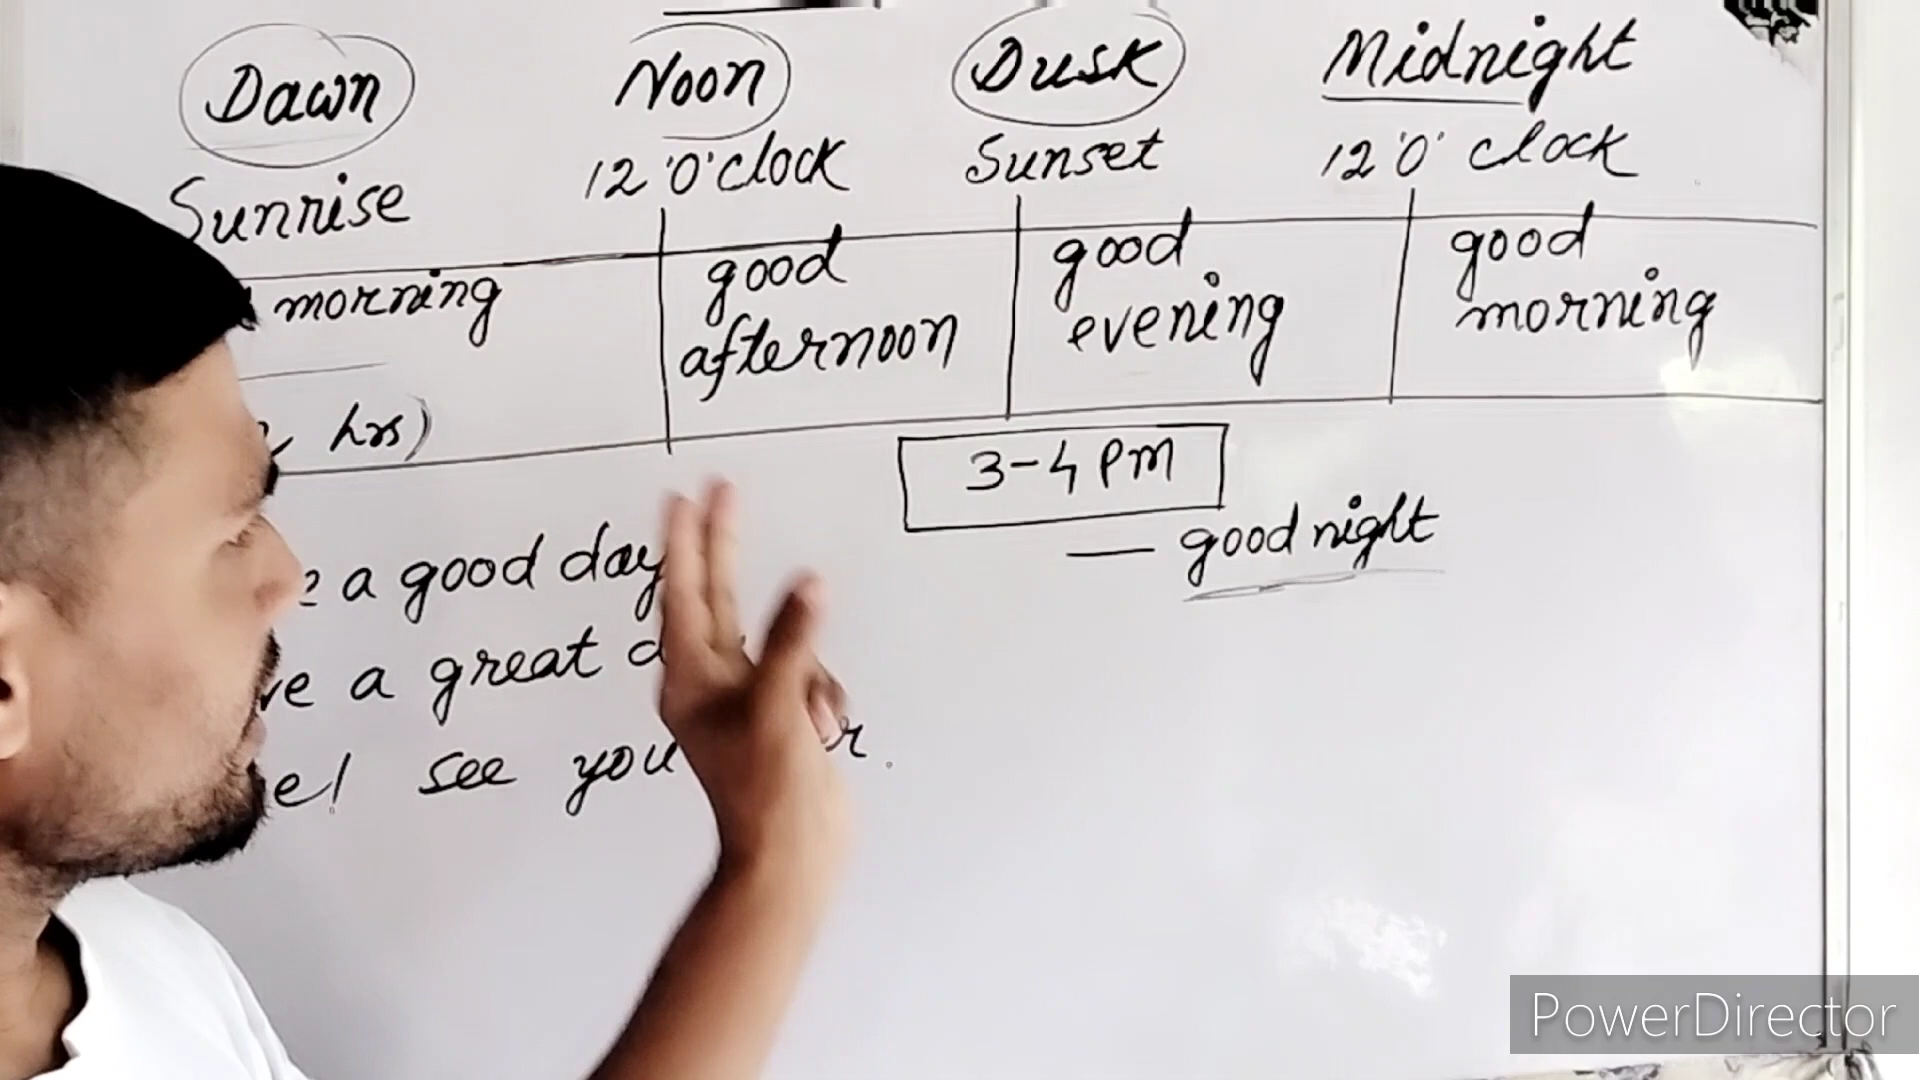 Dawn Noon Dusk Midnight
Sunrise 12 'O' clock Sunset 12 'O' clock
morning good afternoon good evening good morning
hrs)
3-4 PM
— good night
a good day
a great
see you
PowerDirector